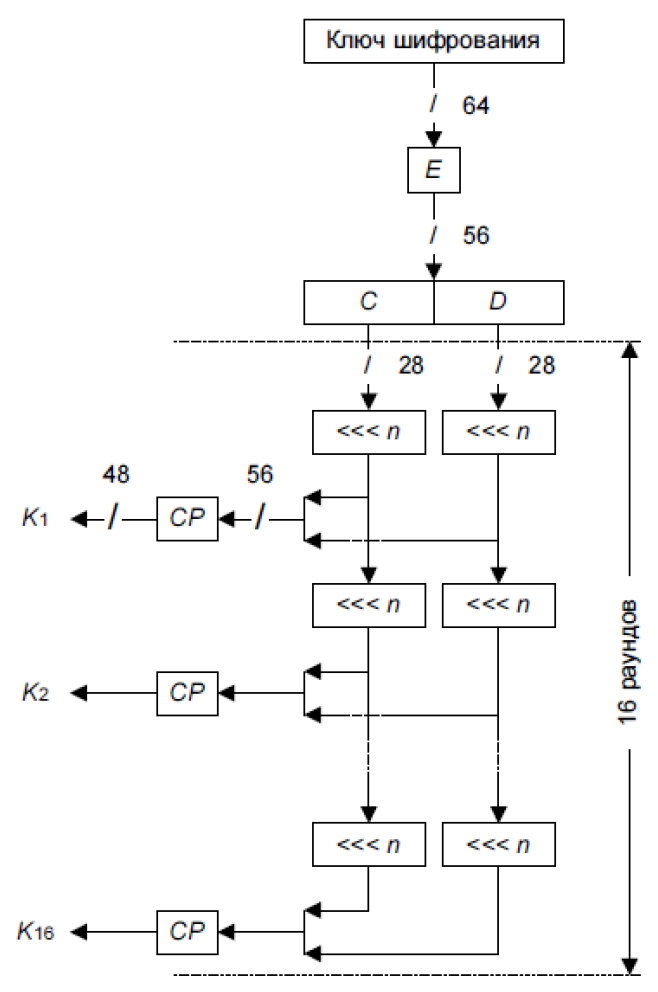 Ключ шифрования
/ 64
E
/ 56
C D
/ 28 / 28
<<< n <<< n
48 56
K1 / CP /
<<< n <<< n
K2 CP
16 раундов
<<< n <<< n
K16 CP